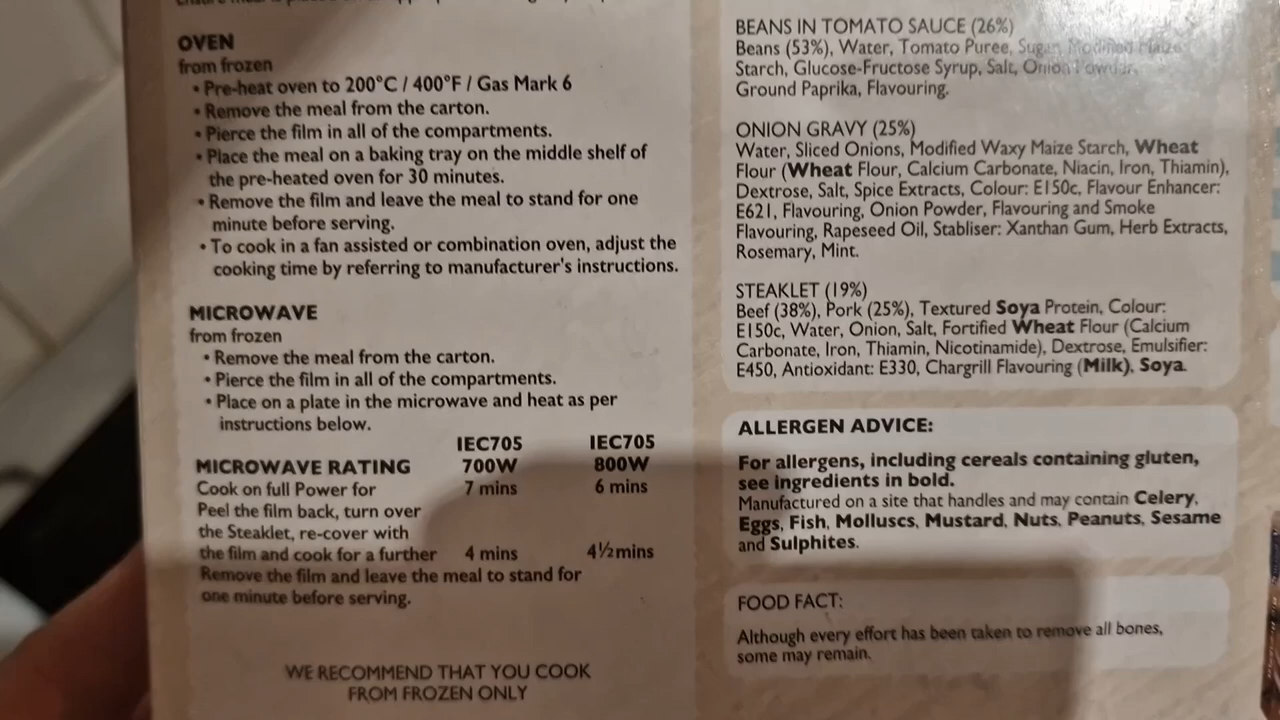 OVEN
from frozen
• Pre-heat oven to 200°C / 400°F / Gas Mark 6
• Remove the meal from the carton.
• Pierce the film in all of the compartments.
• Place the meal on a baking tray on the middle shelf of
the pre-heated oven for 30 minutes.
• Remove the film and leave the meal to stand for one
minute before serving.
• To cook in a fan assisted or combination oven, adjust the
cooking time by referring to manufacturer's instructions.
MICROWAVE
from frozen
• Remove the meal from the carton.
• Pierce the film in all of the compartments.
• Place on a plate in the microwave and heat as per
instructions below.
IEC705 IEC705
MICROWAVE RATING 700W 800W
Cook on full Power for 7 mins 6 mins
Peel the film back, turn over
the Steaklet, re-cover with
the film and cook for a further 4 mins 4½mins
Remove the film and leave the meal to stand for
one minute before serving.
WE RECOMMEND THAT YOU COOK
FROM FROZEN ONLY
BEANS IN TOMATO SAUCE (26%)
Beans (53%), Water, Tomato Puree, Sugar, Modified Maize
Starch, Glucose-Fructose Syrup, Salt, Onion Powder,
Ground Paprika, Flavouring.
ONION GRAVY (25%)
Water, Sliced Onions, Modified Waxy Maize Starch, Wheat
Flour (Wheat Flour, Calcium Carbonate, Niacin, Iron, Thiamin),
Dextrose, Salt, Spice Extracts, Colour: E150c, Flavour Enhancer:
E621, Flavouring, Onion Powder, Flavouring and Smoke
Flavouring, Rapeseed Oil, Stabliser: Xanthan Gum, Herb Extracts,
Rosemary, Mint.
STEAKLET (19%)
Beef (38%), Pork (25%), Textured Soya Protein, Colour:
E150c, Water, Onion, Salt, Fortified Wheat Flour (Calcium
Carbonate, Iron, Thiamin, Nicotinamide), Dextrose, Emulsifier:
E450, Antioxidant: E330, Chargrill Flavouring (Milk), Soya.
ALLERGEN ADVICE:
For allergens, including cereals containing gluten,
see ingredients in bold.
Manufactured on a site that handles and may contain Celery,
Eggs, Fish, Molluscs, Mustard, Nuts, Peanuts, Sesame
and Sulphites.
FOOD FACT:
Although every effort has been taken to remove all bones,
some may remain.